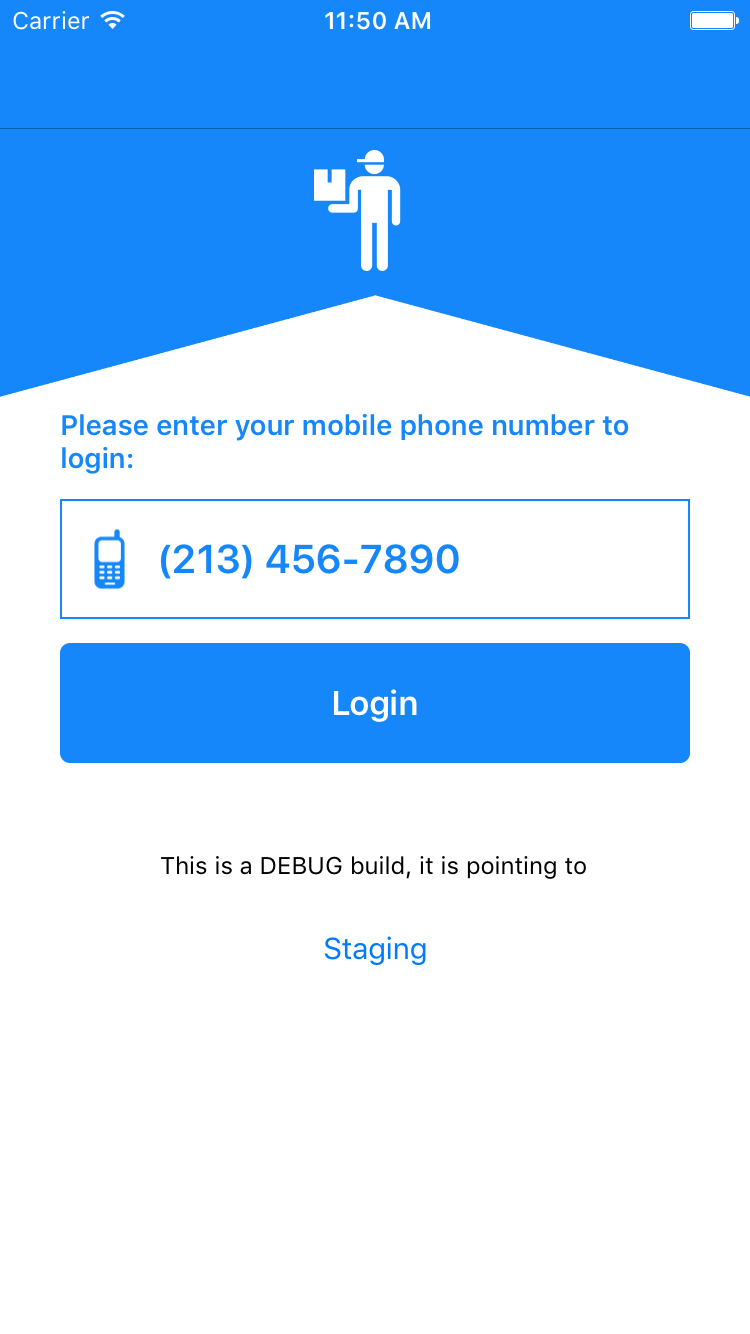 Carrier 11:50 AM
Please enter your mobile phone number to
login:
(213) 456-7890
Login
This is a DEBUG build, it is pointing to
Staging